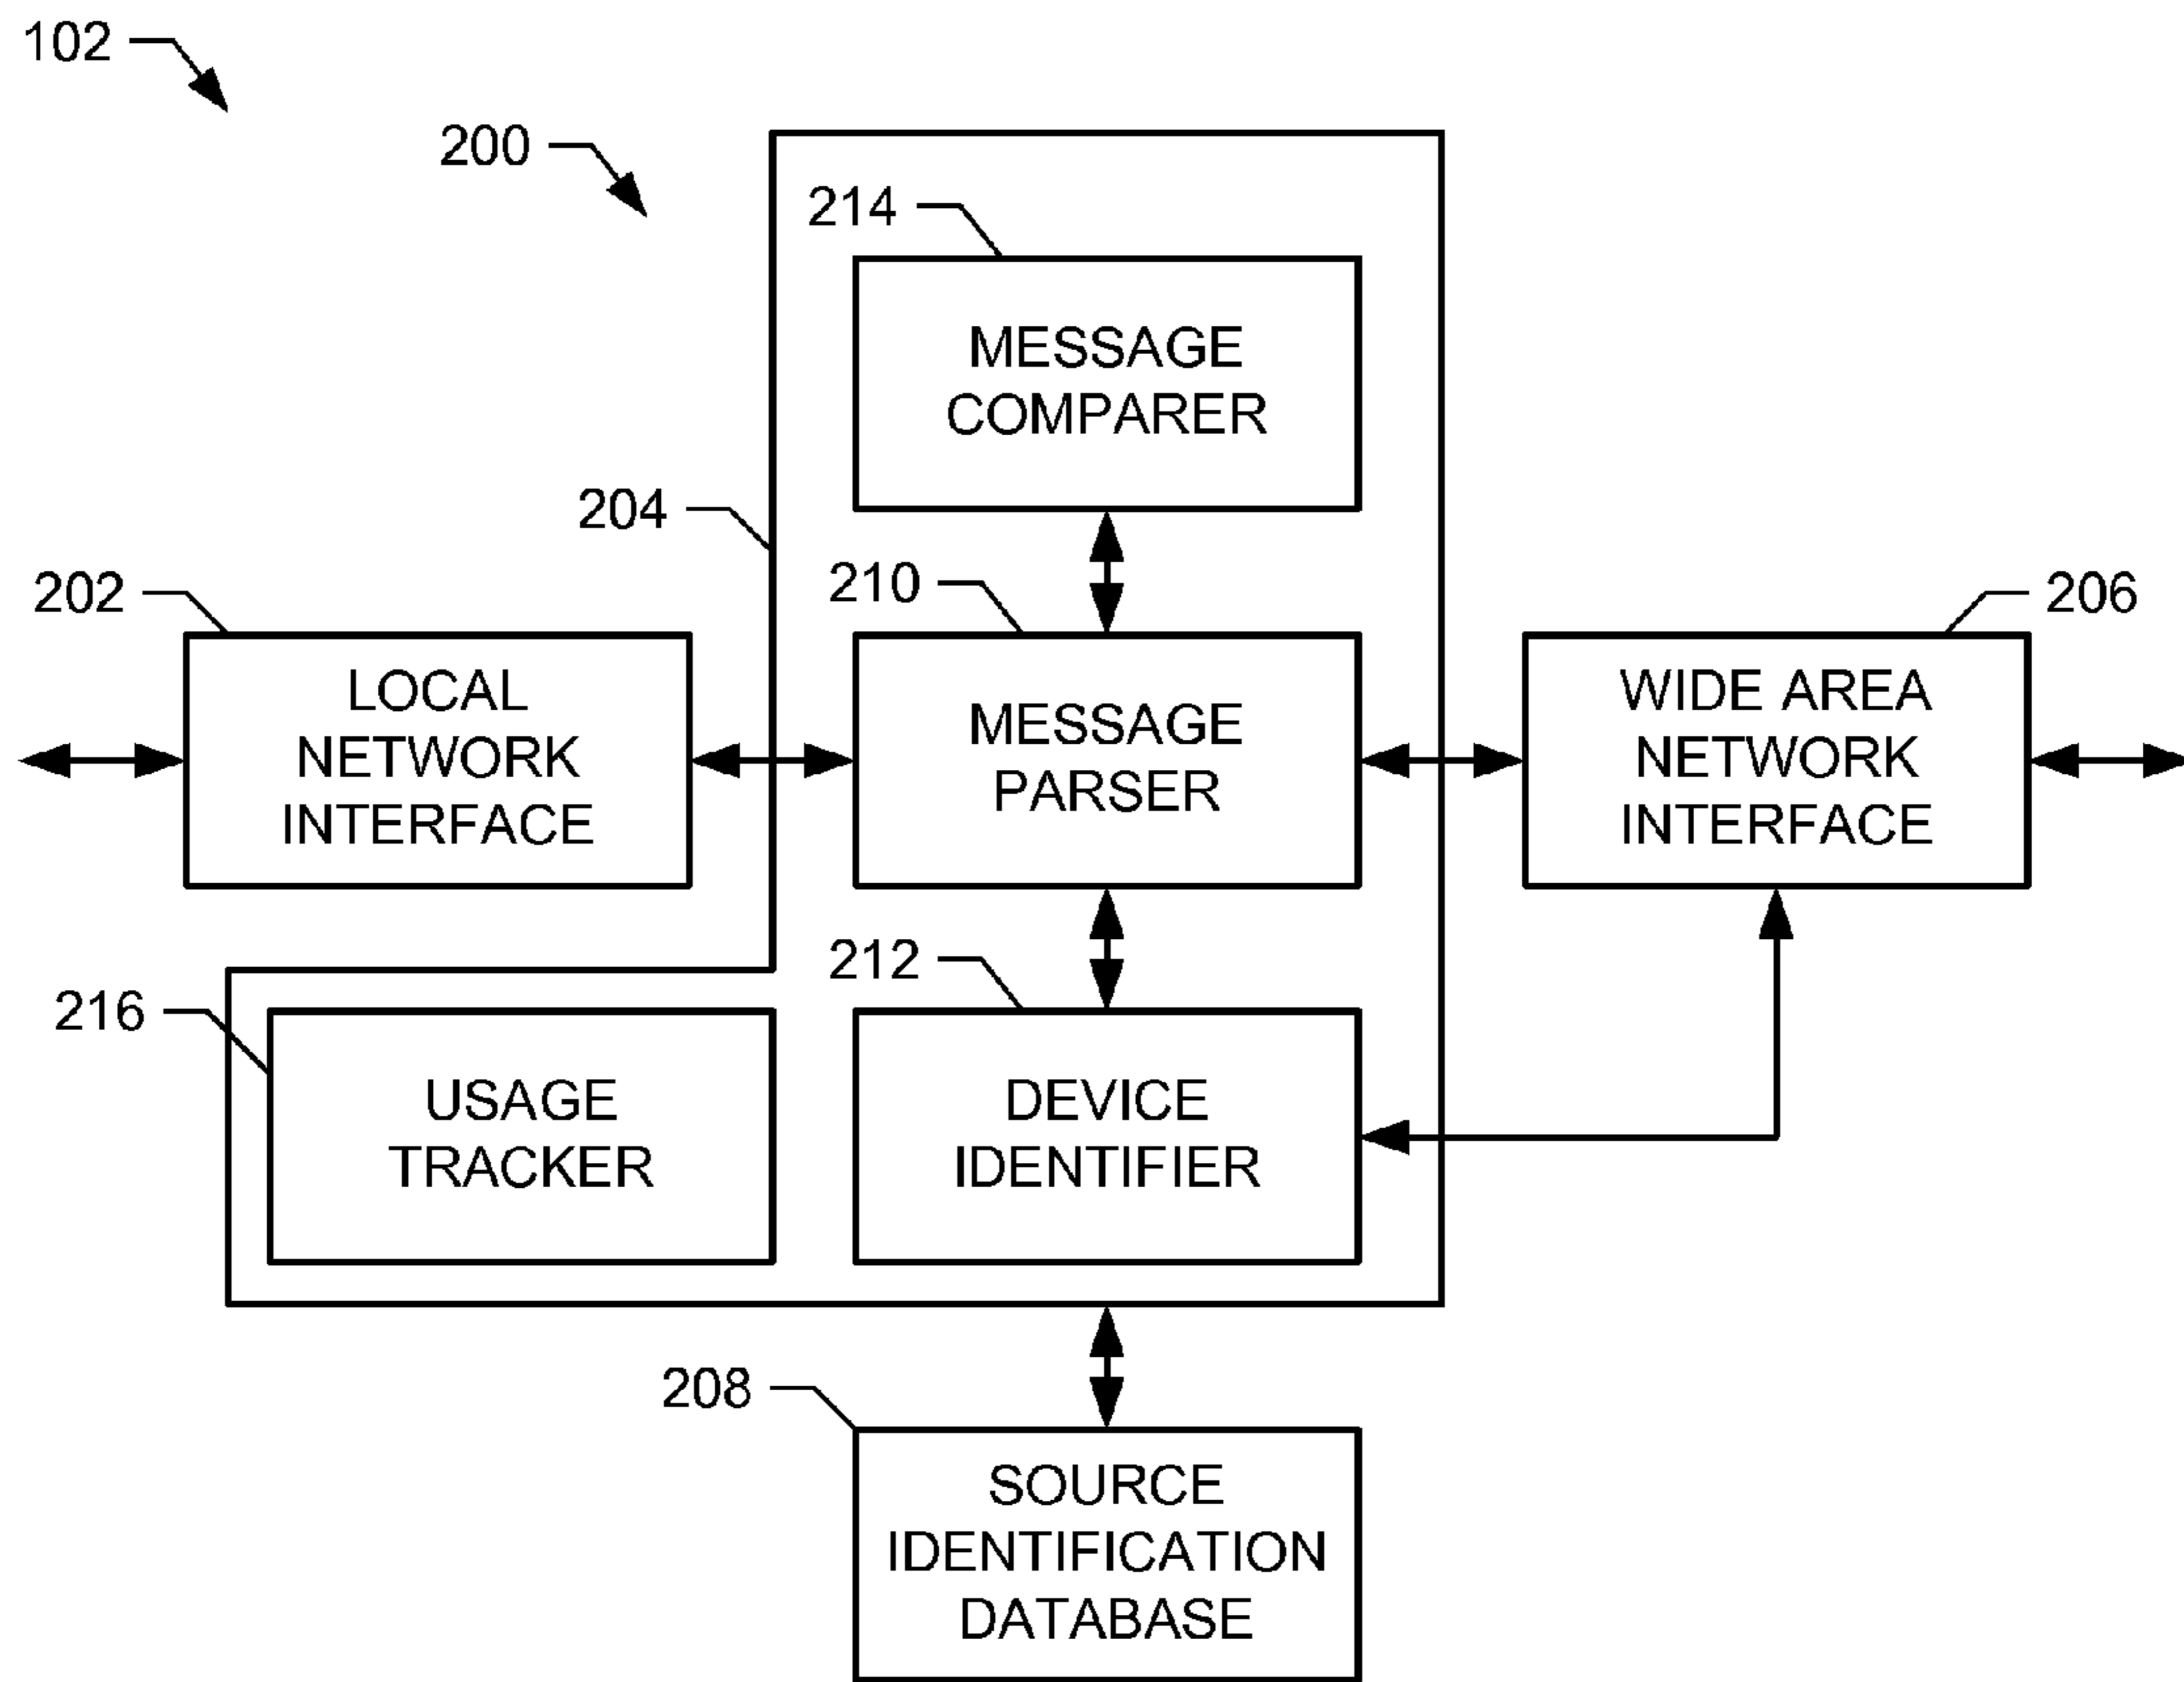 102
200
214
MESSAGE
COMPARER
204
202
210
206
LOCAL
NETWORK
INTERFACE
MESSAGE
PARSER
WIDE AREA
NETWORK
INTERFACE
212
216
USAGE
TRACKER
DEVICE
IDENTIFIER
208
SOURCE
IDENTIFICATION
DATABASE